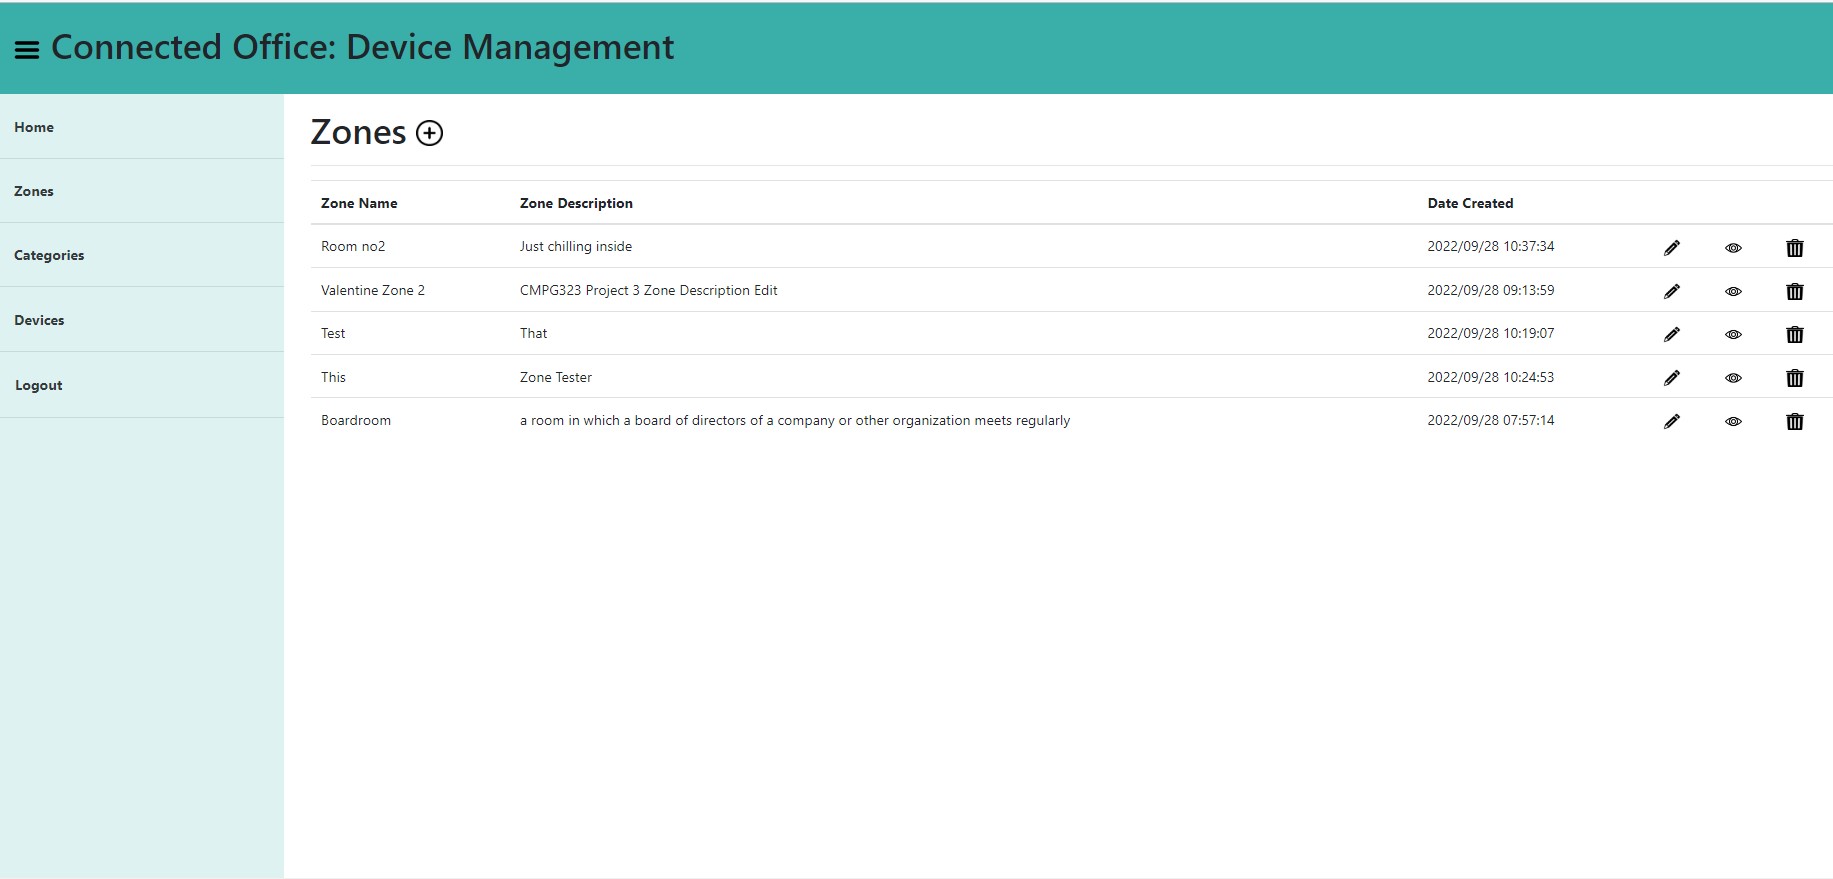 Connected Office: Device Management
Home
Zones
Categories
Devices
Logout
Zones
Zone Name Zone Description Date Created
Room no2 Just chilling inside 2022/09/28 10:37:34
Valentine Zone 2 CMPG323 Project 3 Zone Description Edit 2022/09/28 09:13:59
Test That 2022/09/28 10:19:07
This Zone Tester 2022/09/28 10:24:53
Boardroom a room in which a board of directors of a company or other organization meets regularly 2022/09/28 07:57:14